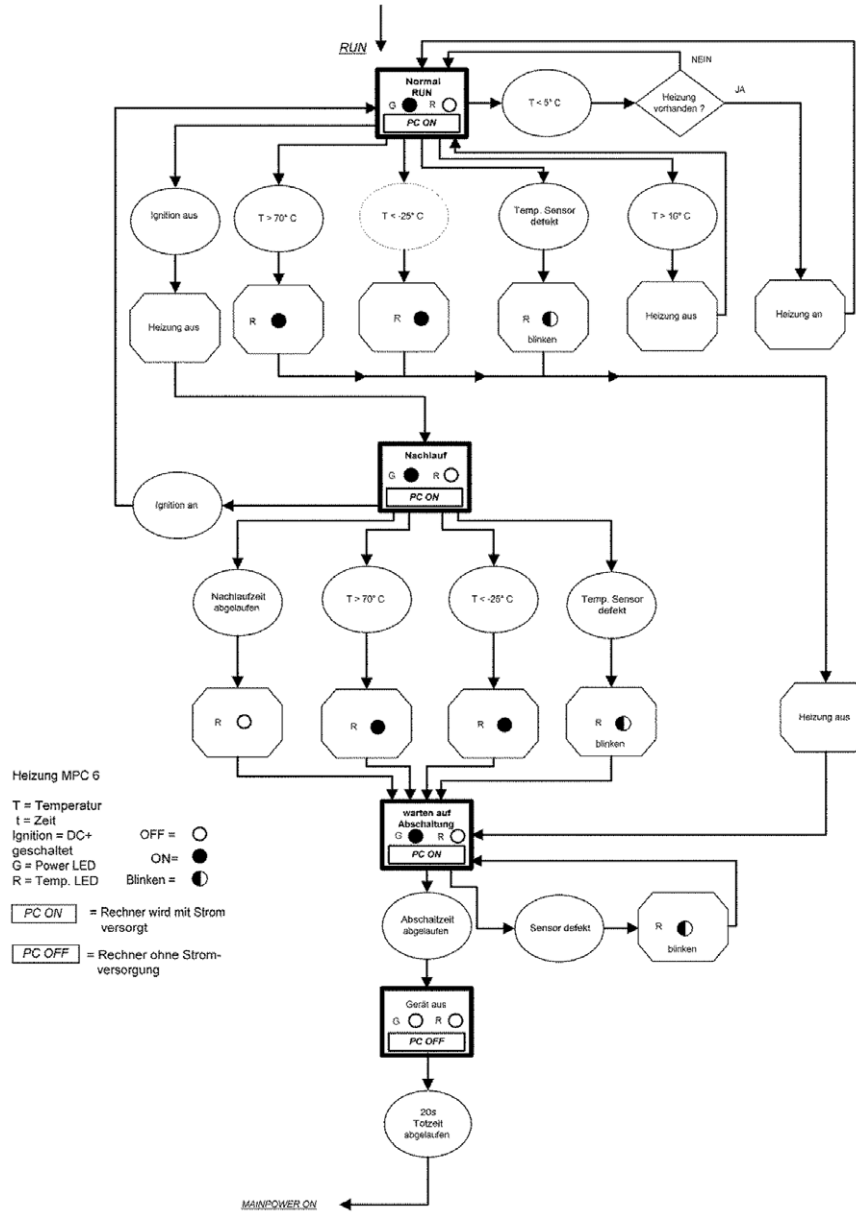 RUN
Normal
RUN
G R
PC ON
T < 5° C
Heizung
vorhanden ?
NEIN
JA
Ignition aus
T > 70° C
T < -25° C
Temp. Sensor
defekt
T > 16° C
Heizung aus
R
R
R
blinken
Heizung aus
Heizung an
Nachlauf
G R
PC ON
Ignition an
Nachlaufzeit
abgelaufen
T > 70° C
T < -25° C
Temp. Sensor
defekt
R
R
R
R
blinken
Heizung aus
warten auf
Abschaltung
G R
PC ON
Abschaltzeit
abgelaufen
Sensor defekt
R
blinken
Gerät aus
G R
PC OFF
20s
Totzeit
abgelaufen
MAINPOWER ON
Heizung MPC 6
T = Temperatur
t = Zeit
Ignition = DC+
geschaltet
G = Power LED
R = Temp. LED
OFF =
ON=
Blinken =
PC ON = Rechner wird mit Strom
versorgt
PC OFF = Rechner ohne Strom-
versorgung